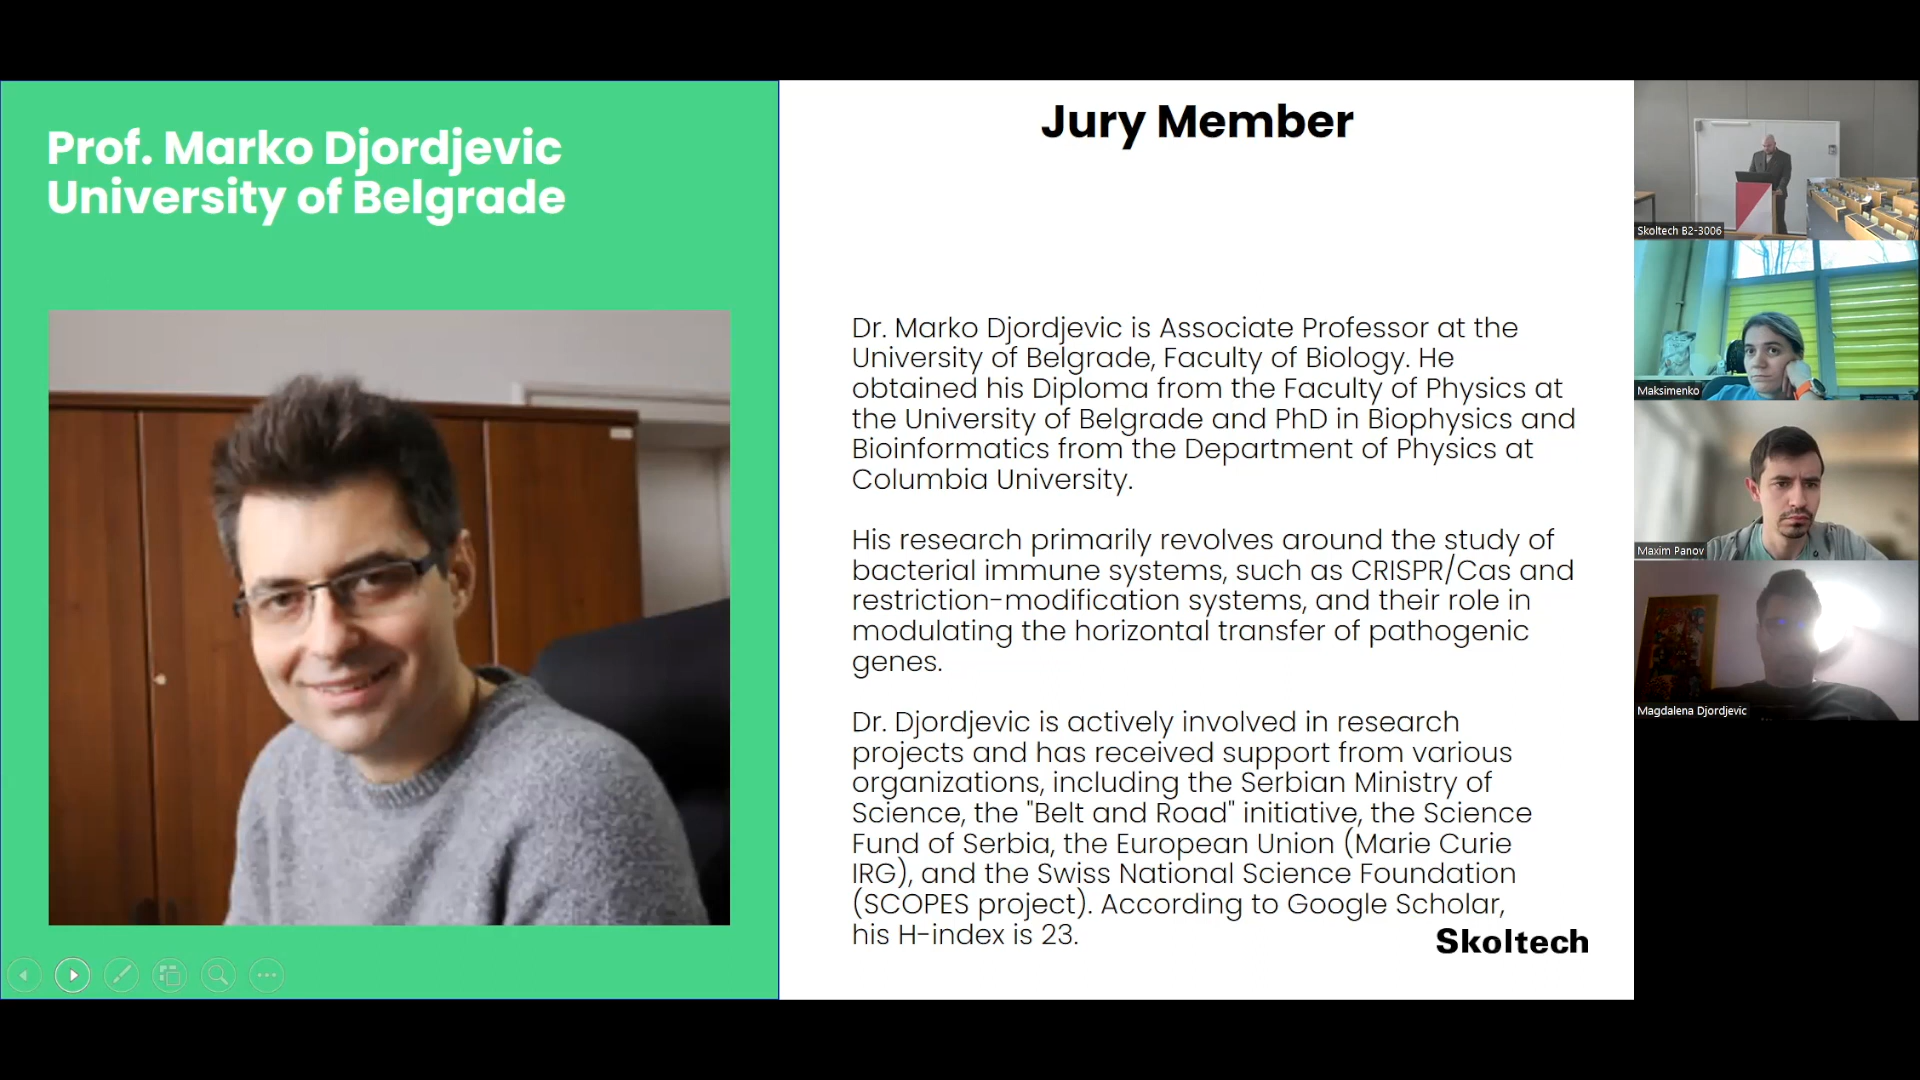 Prof. Marko Djordjevic
University of Belgrade
Jury Member
Dr. Marko Djordjevic is Associate Professor at the
University of Belgrade, Faculty of Biology. He
obtained his Diploma from the Faculty of Physics at
the University of Belgrade and PhD in Biophysics and
Bioinformatics from the Department of Physics at
Columbia University.
His research primarily revolves around the study of
bacterial immune systems, such as CRISPR/Cas and
restriction-modification systems, and their role in
modulating the horizontal transfer of pathogenic
genes.
Dr. Djordjevic is actively involved in research
projects and has received support from various
organizations, including the Serbian Ministry of
Science, the "Belt and Road" initiative, the Science
Fund of Serbia, the European Union (Marie Curie
IRG), and the Swiss National Science Foundation
(SCOPES project). According to Google Scholar,
his H-index is 23.
Skoltech
Skoltech B2-3006
Maksimenko
Maxim Panov
Magdalena Djordjevic